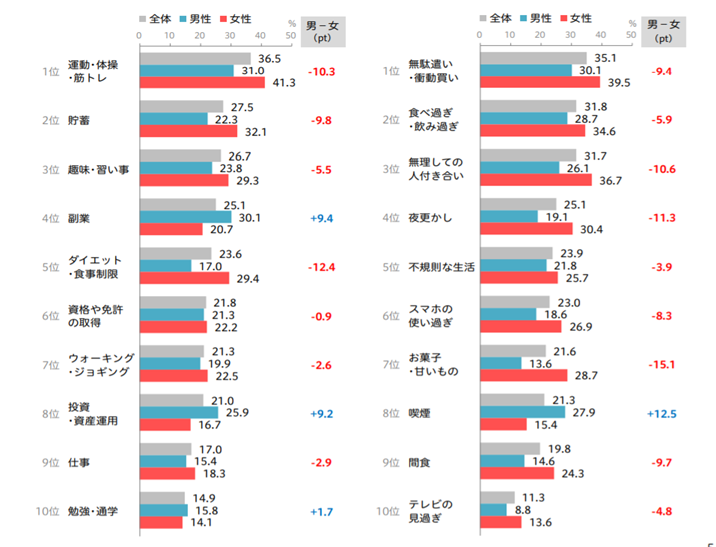 全体 男性 女性
%
0 10 20 30 40 50
男－女
(pt)
1位 運動・体操
・筋トレ
36.5
31.0
41.3
-10.3
2位 貯蓄
27.5
22.3
32.1
-9.8
3位 趣味・習い事
26.7
23.8
29.3
-5.5
4位 副業
25.1
30.1
20.7
+9.4
5位 ダイエット
・食事制限
23.6
17.0
29.4
-12.4
6位 資格や免許
の取得
21.8
21.3
22.2
-0.9
7位 ウォーキング
・ジョギング
21.3
19.9
22.5
-2.6
8位 投資
・資産運用
21.0
25.9
16.7
+9.2
9位 仕事
17.0
15.4
18.3
-2.9
10位 勉強・通学
14.9
15.8
14.1
+1.7
全体 男性 女性
%
0 10 20 30 40 50
男－女
(pt)
1位 無駄遣い
・衝動買い
35.1
30.1
39.5
-9.4
2位 食べ過ぎ
・飲み過ぎ
31.8
28.7
34.6
-5.9
3位 無理しての
人付き合い
31.7
26.1
36.7
-10.6
4位 夜更かし
25.1
19.1
30.4
-11.3
5位 不規則な生活
23.9
21.8
25.7
-3.9
6位 スマホの
使い過ぎ
23.0
18.6
26.9
-8.3
7位 お菓子
・甘いもの
21.6
13.6
28.7
-15.1
8位 喫煙
21.3
27.9
15.4
+12.5
9位 間食
19.8
14.6
24.3
-9.7
10位 テレビの
見過ぎ
11.3
8.8
13.6
-4.8